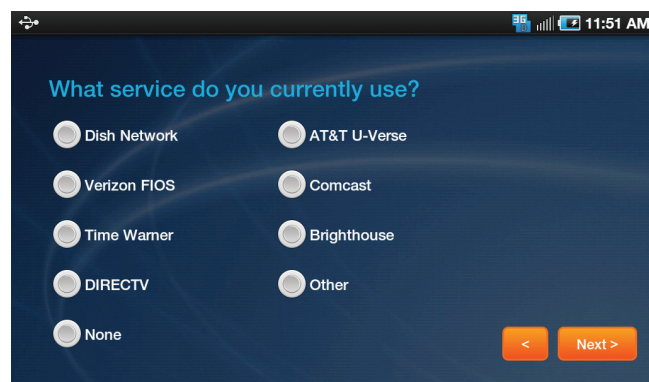 3G 11:51 AM
What service do you currently use?
Dish Network
AT&T U-Verse
Verizon FIOS
Comcast
Time Warner
Brighthouse
DIRECTV
Other
None
< Next >